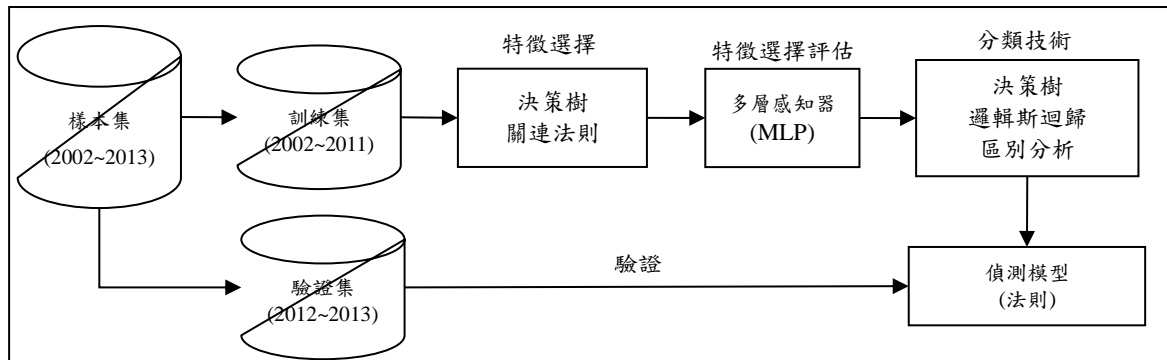 樣本集
(2002~2013)
訓練集
(2002~2011)
特徵選擇
決策樹
關連法則
特徵選擇評估
多層感知器
(MLP)
分類技術
決策樹
邏輯斯迴歸
區別分析
驗證集
(2012~2013)
驗證
偵測模型
(法則)